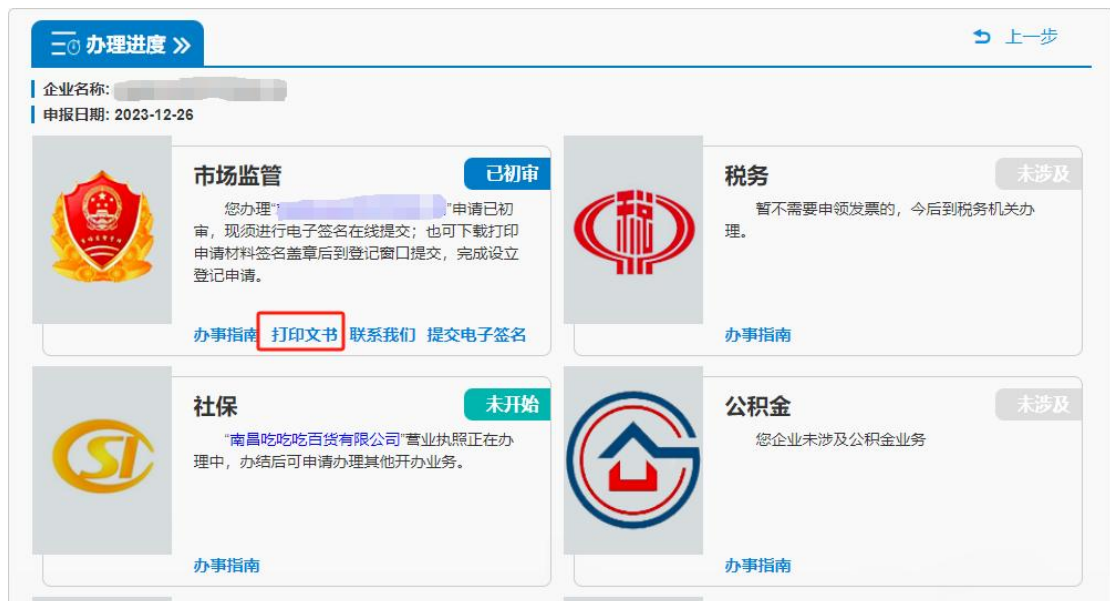 办理进度
上一步
企业名称:
申报日期: 2023-12-26
市场监管
已初审
您办理“ ”申请已初
审，现须进行电子签名在线提交；也可下载打印
申请材料签名盖章后到登记窗口提交，完成设立
登记申请。
办事指南 打印文书 联系我们 提交电子签名
税务
未涉及
暂不需要申领发票的，今后到税务机关办
理。
办事指南
社保
未开始
“南昌吃吃吃百货有限公司”营业执照正在办
理中，办结后可申请办理其他开办业务。
办事指南
公积金
未涉及
您企业未涉及公积金业务
办事指南